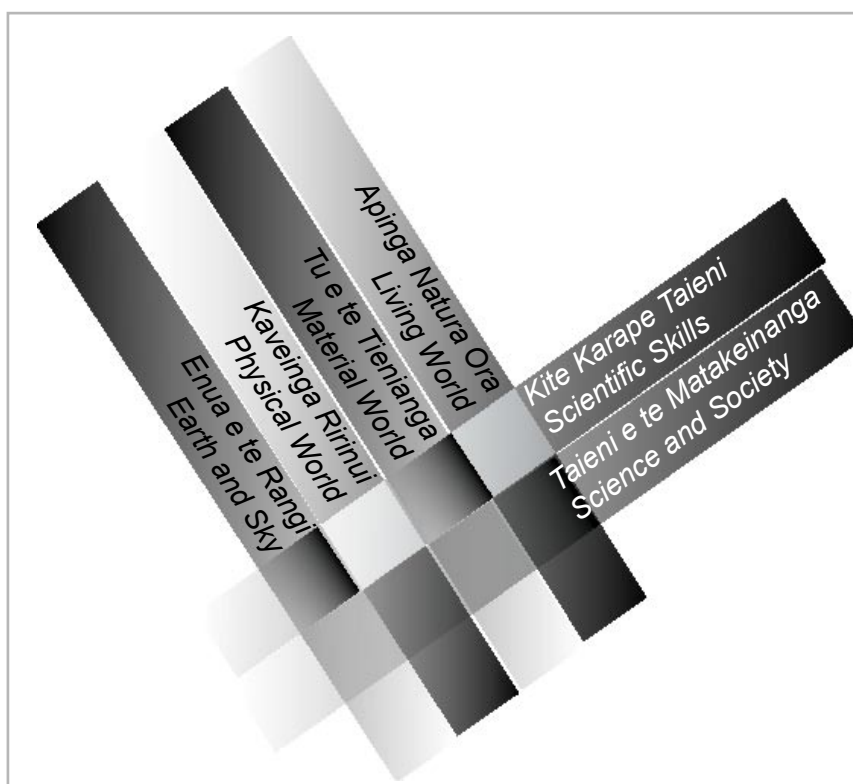 Enua e te Rangi
Earth and Sky
Kaveinga Ririnui
Physical World
Tu e te Tienianga
Material World
Apinga Natura Ora
Living World
Kite Karape Taieni
Scientific Skills
Taieni e te Matakeinanga
Science and Society